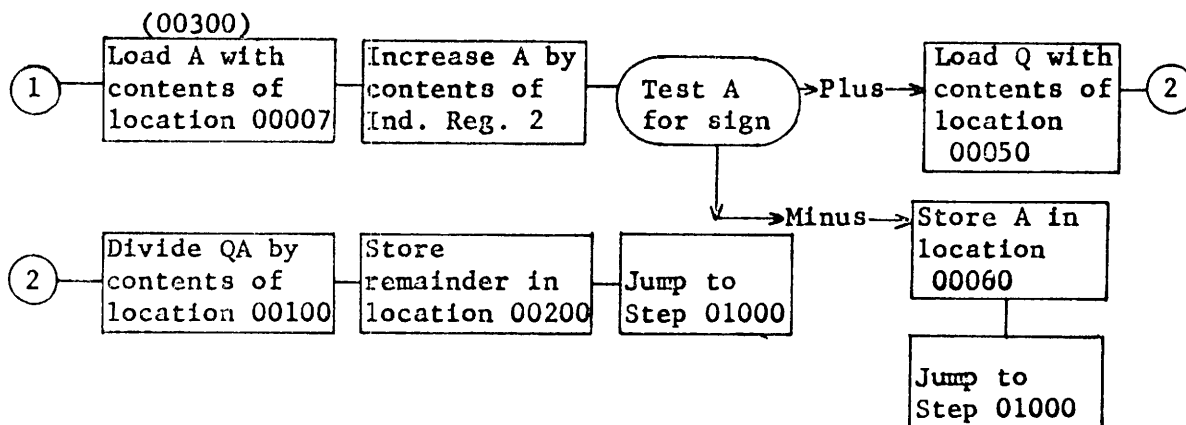 (00300)
1
Load A with
contents of
location 00007
Increase A by
contents of
Ind. Reg. 2
Test A
for sign
Plus
Load Q with
contents of
location
00050
2
Minus
Store A in
location
00060
Jump to
Step 01000
2
Divide QA by
contents of
location 00100
Store
remainder in
location 00200
Jump to
Step 01000